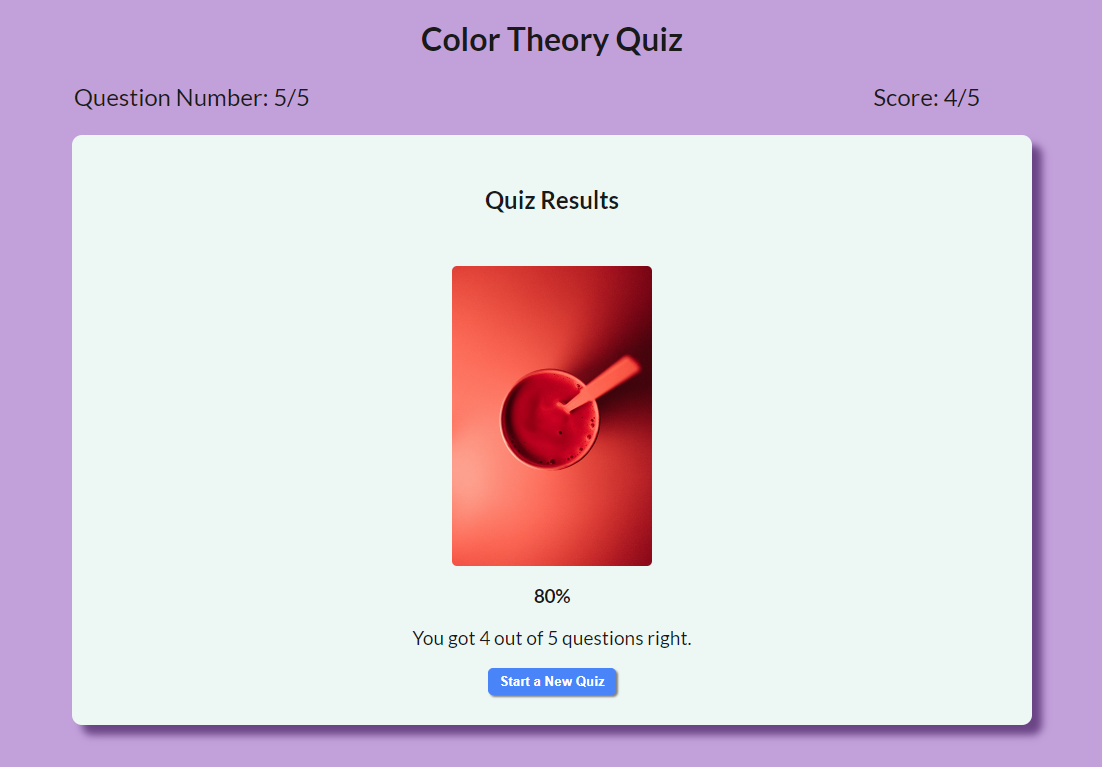 Color Theory Quiz
Question Number: 5/5
Score: 4/5
Quiz Results
80%
You got 4 out of 5 questions right.
Start a New Quiz